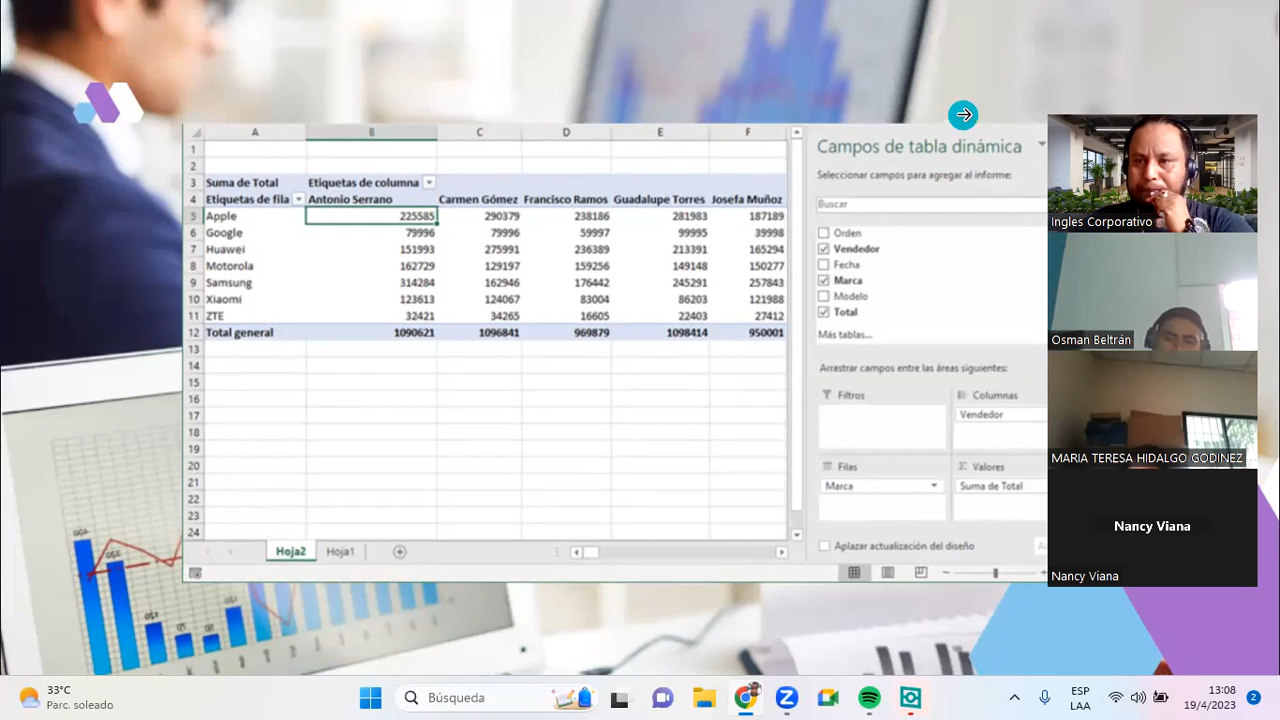 A B C D E F
1
2
3 Suma de Total Etiquetas de columna
4 Etiquetas de fila Antonio Serrano Carmen Gómez Francisco Ramos Guadalupe Torres Josefa Muñoz
5 Apple 225585 290379 238186 281983 187189
6 Google 79996 79996 59997 99995 39998
7 Huawei 151993 275991 236389 213391 165294
8 Motorola 162729 129197 159256 149148 150277
9 Samsung 314284 162946 176442 245291 257843
10 Xiaomi 123613 124067 83004 86203 121988
11 ZTE 32421 34265 16605 22403 27412
12 Total general 1090621 1096841 969879 1098414 950001
13
14
15
16
17
18
19
20
21
22
23
24
Hoja2 Hoja1
Campos de tabla dinámica
Seleccionar campos para agregar al informe:
Buscar
Orden
Vendedor
Fecha
Marca
Modelo
Total
Más tablas...
Arrastrar campos entre las áreas siguientes:
Filtros Columnas
Vendedor
Filas Σ Valores
Marca Suma de Total
Aplazar actualización del diseño
Ingles Corporativo
Osman Beltrán
MARIA TERESA HIDALGO GODINEZ
Nancy Viana
Nancy Viana
33°C
Parc. soleado
Búsqueda
ESP
LAA
13:08
19/4/2023
2